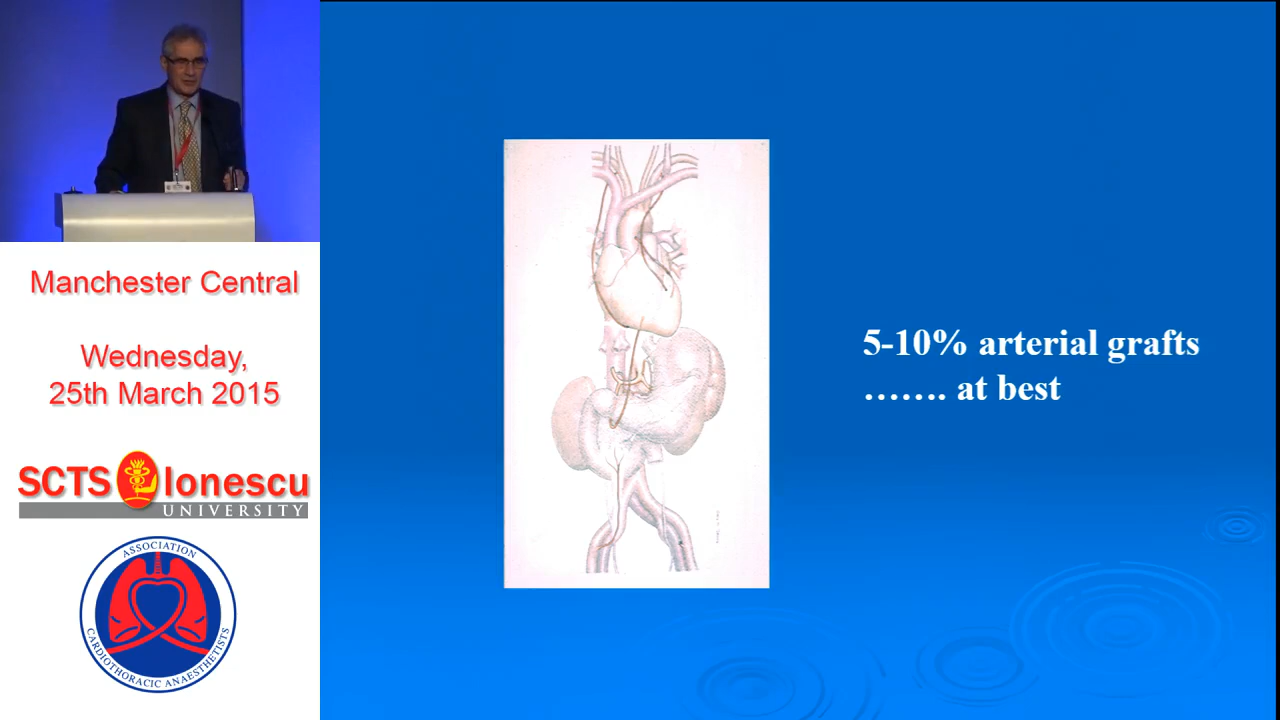 Manchester Central
Wednesday,
25th March 2015
SCTS Ionescu
UNIVERSITY
ASSOCIATION
CARDIOTHORACIC ANAESTHETISTS
5-10% arterial grafts
……. at best